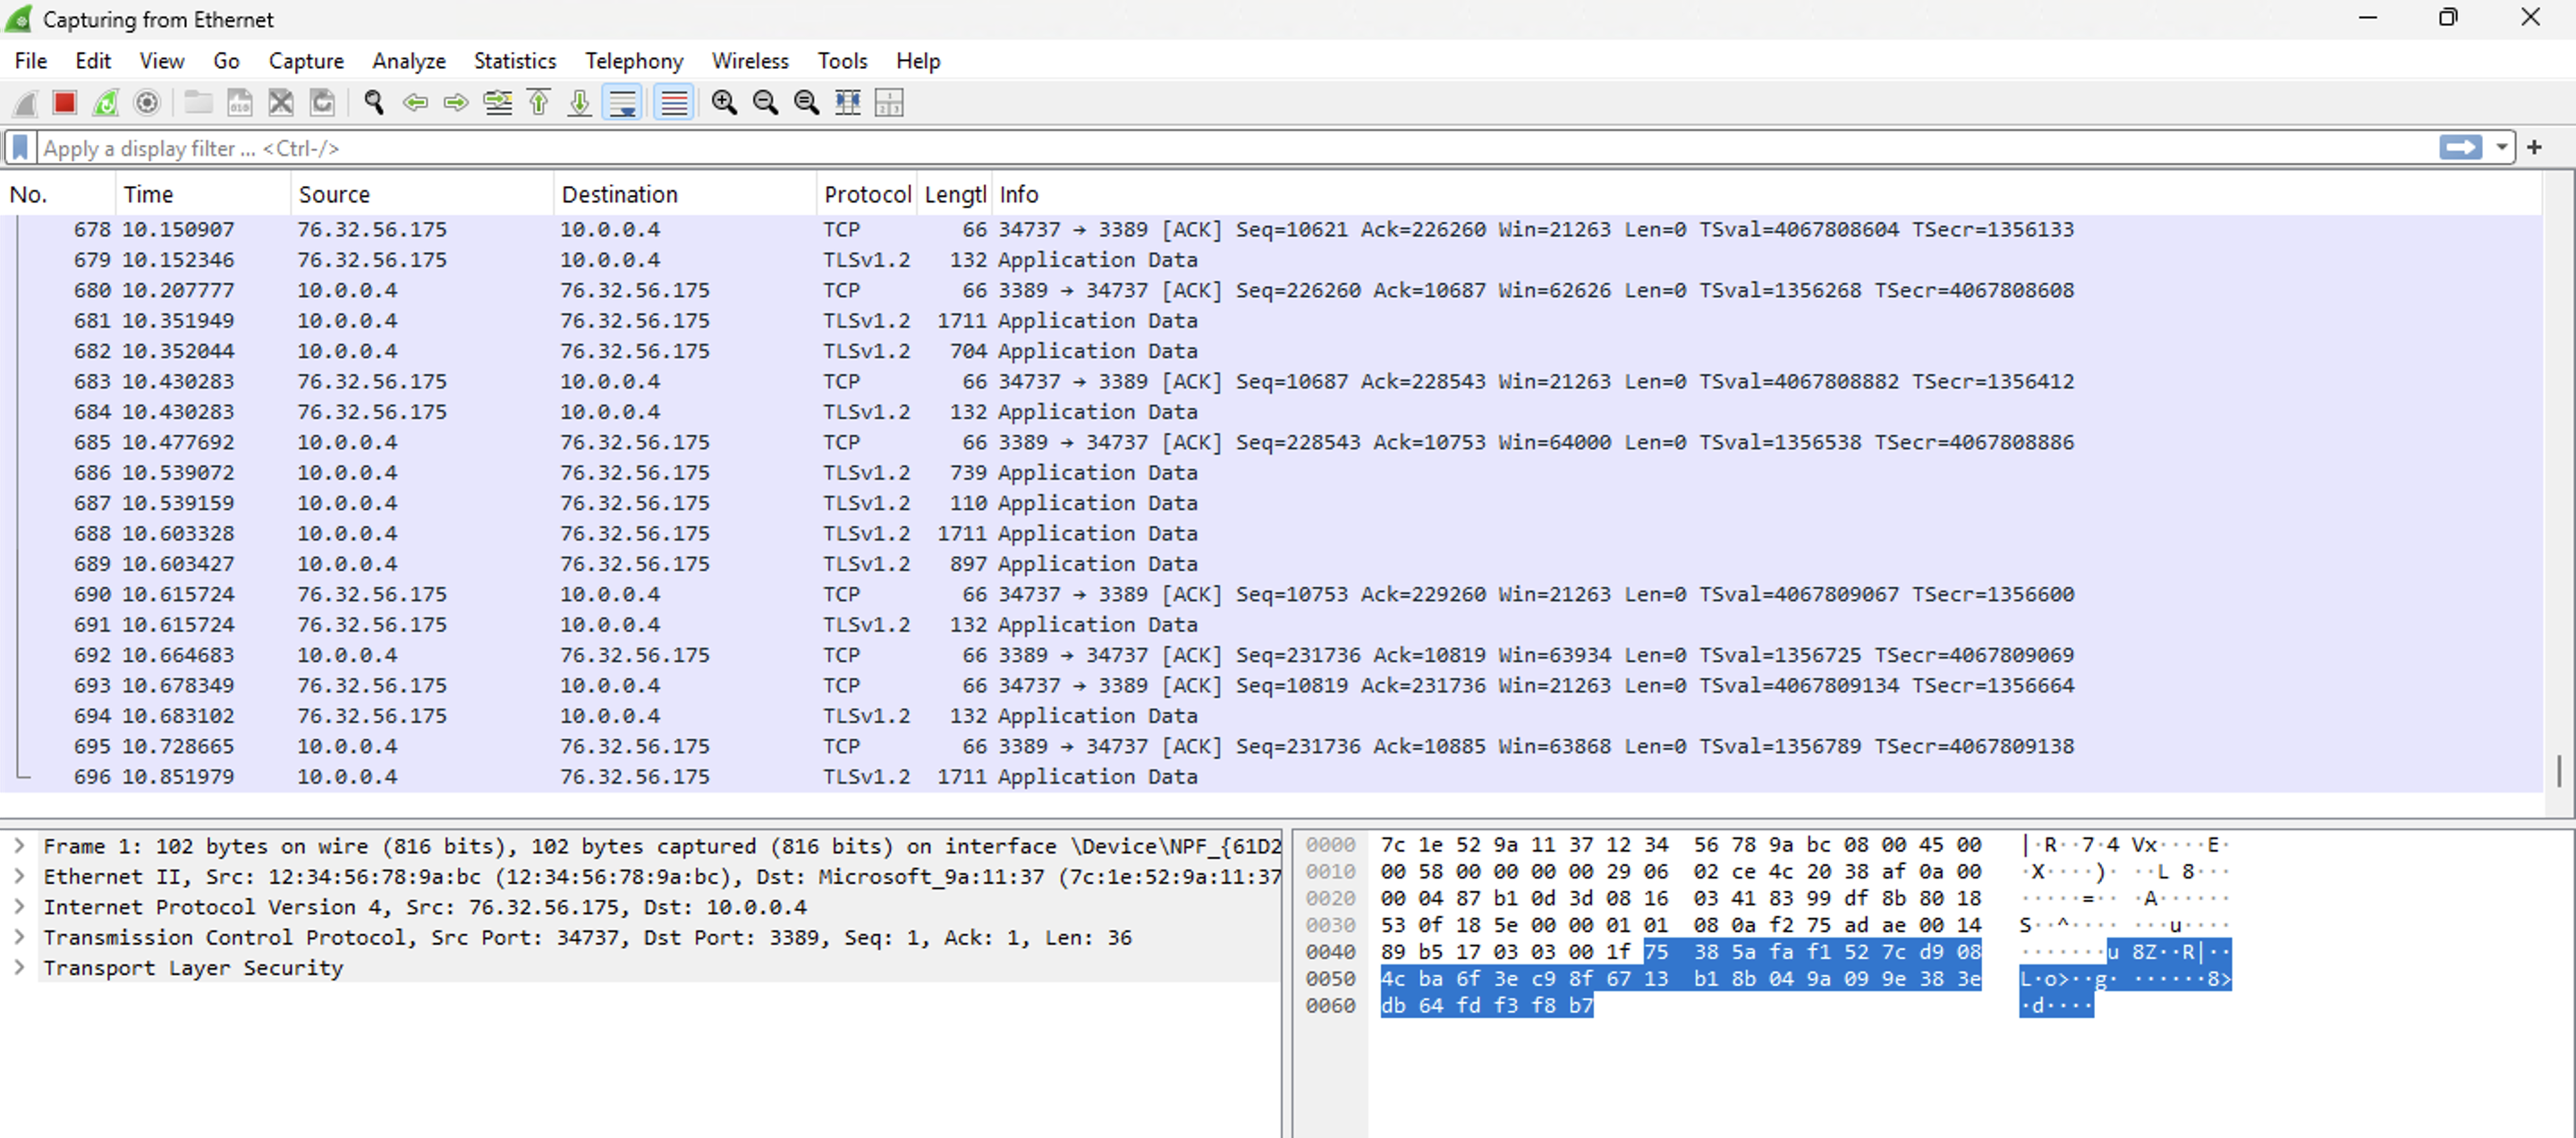 Capturing from Ethernet
File Edit View Go Capture Analyze Statistics Telephony Wireless Tools Help
Apply a display filter ... <Ctrl-/>
No. Time Source Destination Protocol Lengtl Info
678 10.150907 76.32.56.175 10.0.0.4 TCP 66 34737 → 3389 [ACK] Seq=10621 Ack=226260 Win=21263 Len=0 TSval=4067808604 TSecr=1356133
679 10.152346 76.32.56.175 10.0.0.4 TLSv1.2 132 Application Data
680 10.207777 10.0.0.4 76.32.56.175 TCP 66 3389 → 34737 [ACK] Seq=226260 Ack=10687 Win=62626 Len=0 TSval=1356268 TSecr=4067808608
681 10.351949 10.0.0.4 76.32.56.175 TLSv1.2 1711 Application Data
682 10.352044 10.0.0.4 76.32.56.175 TLSv1.2 704 Application Data
683 10.430283 76.32.56.175 10.0.0.4 TCP 66 34737 → 3389 [ACK] Seq=10687 Ack=228543 Win=21263 Len=0 TSval=4067808882 TSecr=1356412
684 10.430283 76.32.56.175 10.0.0.4 TLSv1.2 132 Application Data
685 10.477692 10.0.0.4 76.32.56.175 TCP 66 3389 → 34737 [ACK] Seq=228543 Ack=10753 Win=64000 Len=0 TSval=1356538 TSecr=4067808886
686 10.539072 10.0.0.4 76.32.56.175 TLSv1.2 739 Application Data
687 10.539159 10.0.0.4 76.32.56.175 TLSv1.2 110 Application Data
688 10.603328 10.0.0.4 76.32.56.175 TLSv1.2 1711 Application Data
689 10.603427 10.0.0.4 76.32.56.175 TLSv1.2 897 Application Data
690 10.615724 76.32.56.175 10.0.0.4 TCP 66 34737 → 3389 [ACK] Seq=10753 Ack=229260 Win=21263 Len=0 TSval=4067809067 TSecr=1356600
691 10.615724 76.32.56.175 10.0.0.4 TLSv1.2 132 Application Data
692 10.664683 10.0.0.4 76.32.56.175 TCP 66 3389 → 34737 [ACK] Seq=231736 Ack=10819 Win=63934 Len=0 TSval=1356725 TSecr=4067809069
693 10.678349 76.32.56.175 10.0.0.4 TCP 66 34737 → 3389 [ACK] Seq=10819 Ack=231736 Win=21263 Len=0 TSval=4067809134 TSecr=1356664
694 10.683102 76.32.56.175 10.0.0.4 TLSv1.2 132 Application Data
695 10.728665 10.0.0.4 76.32.56.175 TCP 66 3389 → 34737 [ACK] Seq=231736 Ack=10885 Win=63868 Len=0 TSval=1356789 TSecr=4067809138
696 10.851979 10.0.0.4 76.32.56.175 TLSv1.2 1711 Application Data
Frame 1: 102 bytes on wire (816 bits), 102 bytes captured (816 bits) on interface \Device\NPF_{61D2
Ethernet II, Src: 12:34:56:78:9a:bc (12:34:56:78:9a:bc), Dst: Microsoft_9a:11:37 (7c:1e:52:9a:11:37
Internet Protocol Version 4, Src: 76.32.56.175, Dst: 10.0.0.4
Transmission Control Protocol, Src Port: 34737, Dst Port: 3389, Seq: 1, Ack: 1, Len: 36
Transport Layer Security
0000 7c 1e 52 9a 11 37 12 34 56 78 9a bc 08 00 45 00 |·R··7·4 Vx····E·
0010 00 58 00 00 00 00 29 06 02 ce 4c 20 38 af 0a 00 ·X····)· ··L 8···
0020 00 04 87 b1 0d 3d 08 16 03 41 83 99 df 8b 80 18 ·····=·· ·A······
0030 53 0f 18 5e 00 00 01 01 08 0a f2 75 ad ae 00 14 S··^···· ···u····
0040 89 b5 17 03 03 00 1f 75 38 5a fa f1 52 7c d9 08 ·······u 8Z··R|··
0050 4c ba 6f 3e c9 8f 67 13 b1 8b 04 9a 09 9e 38 3e L·o>··g· ······8>
0060 db 64 fd f3 f8 b7 ·d····